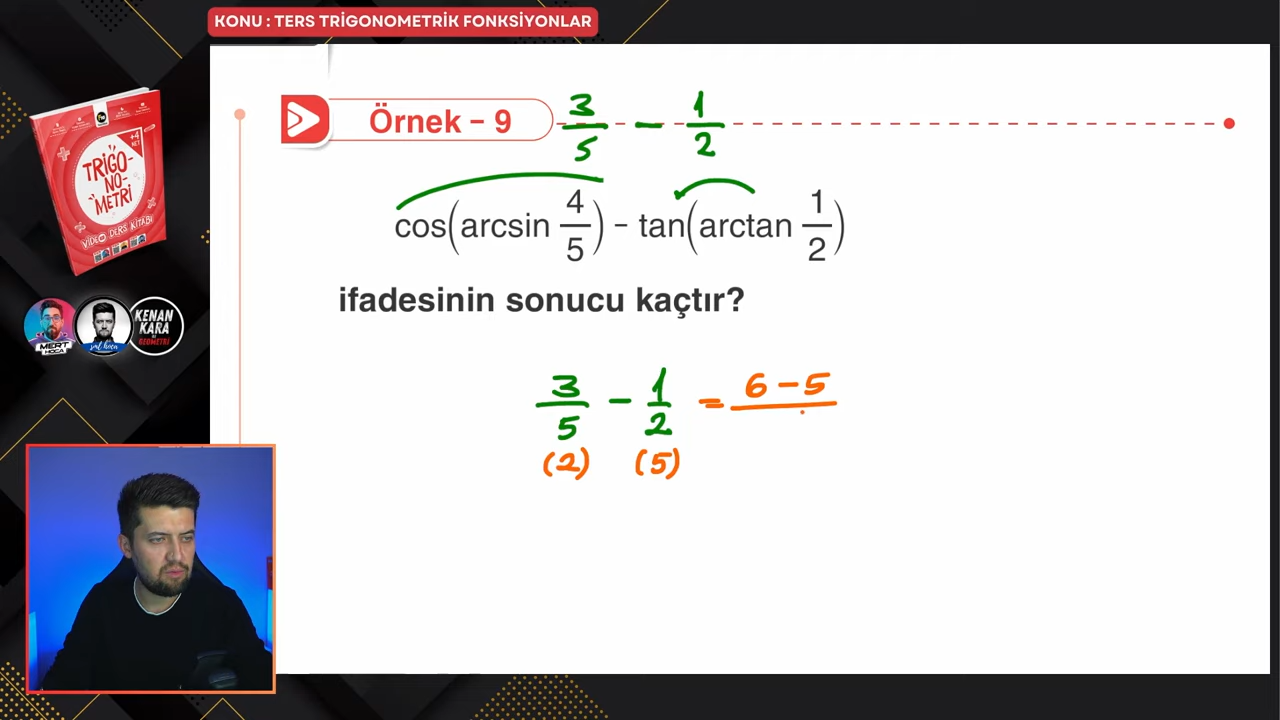 KONU : TERS TRİGONOMETRİK FONKSİYONLAR
Örnek – 9
3/5 – 1/2
cos(arcsin 4/5) – tan(arctan 1/2)
ifadesinin sonucu kaçtır?
3/5 – 1/2 = 6 – 5
(2) (5)
+4 NET
TRİGO-
NO-
METRİ
VİDEO DERS KİTABI
MERT HOCA
KENAN
KARA
GEOMETRİ